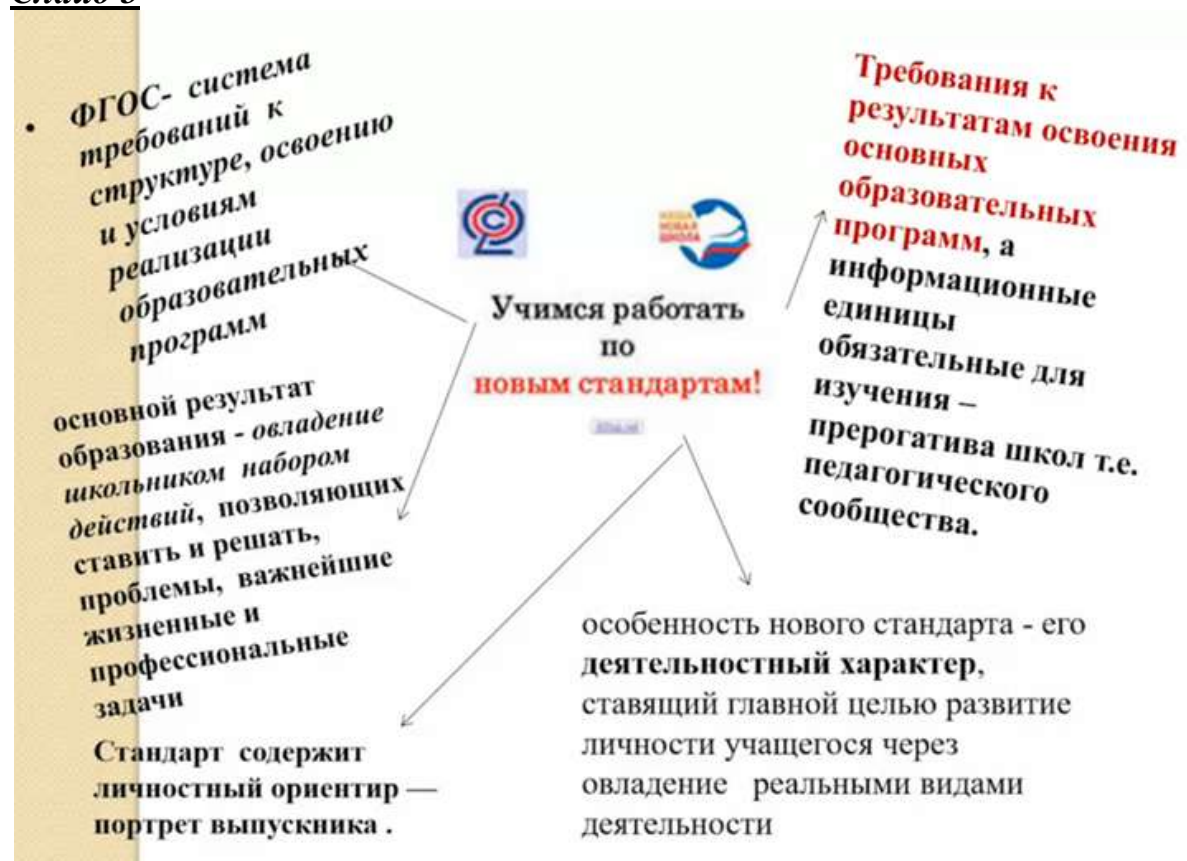 • ФГОС- система
требований к
структуре, освоению
и условиям
реализации
образовательных
программ
основной результат
образования - овладение
школьником набором
действий, позволяющих
ставить и решать,
проблемы, важнейшие
жизненные и
профессиональные
задачи
Стандарт содержит
личностный ориентир —
портрет выпускника .
НАША
НОВАЯ
ШКОЛА
Учимся работать
по
новым стандартам!
Требования к
результатам освоения
основных
образовательных
программ, а
информационные
единицы
обязательные для
изучения –
прерогатива школ т.е.
педагогического
сообщества.
особенность нового стандарта - его
деятельностный характер,
ставящий главной целью развитие
личности учащегося через
овладение реальными видами
деятельности